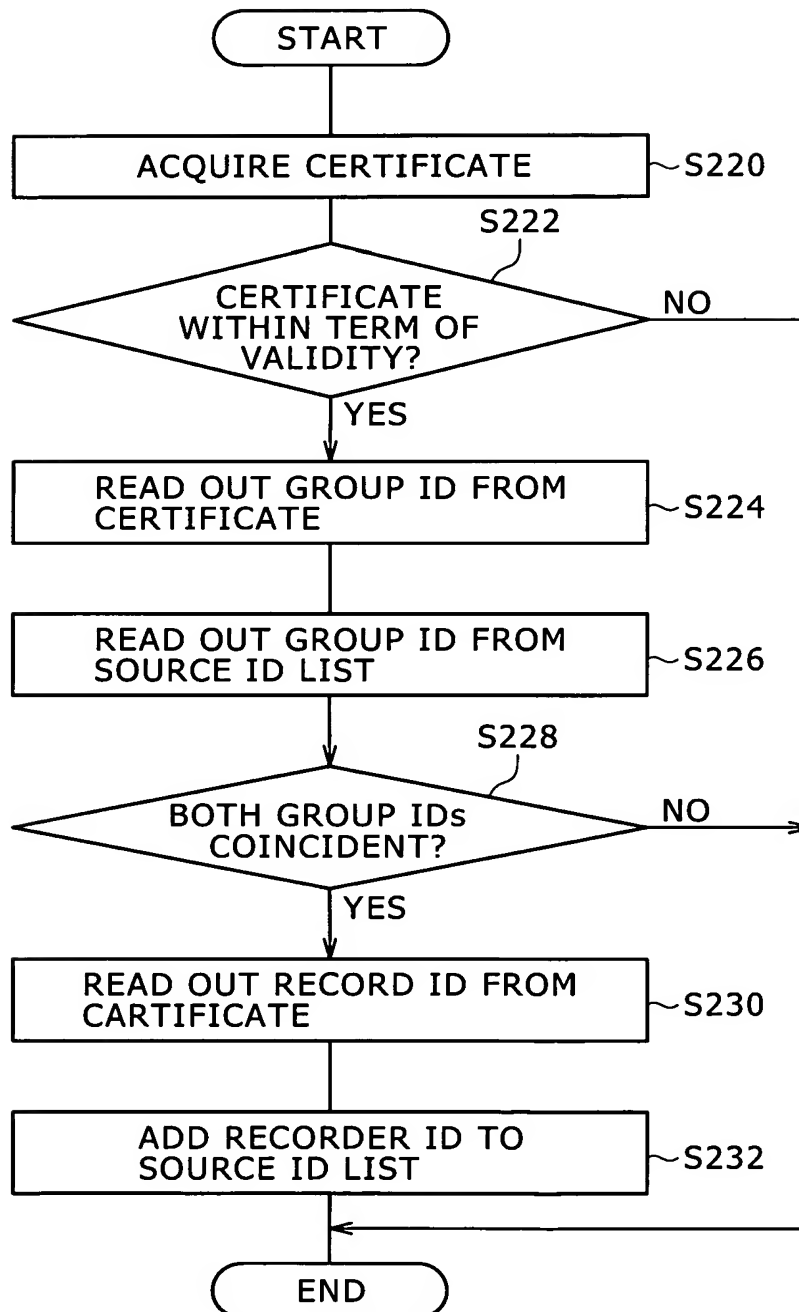 START
ACQUIRE CERTIFICATE
S220
S222
CERTIFICATE
WITHIN TERM OF
VALIDITY?
NO
YES
READ OUT GROUP ID FROM
CERTIFICATE
S224
READ OUT GROUP ID FROM
SOURCE ID LIST
S226
S228
BOTH GROUP IDs
COINCIDENT?
NO
YES
READ OUT RECORD ID FROM
CARTIFICATE
S230
ADD RECORDER ID TO
SOURCE ID LIST
S232
END